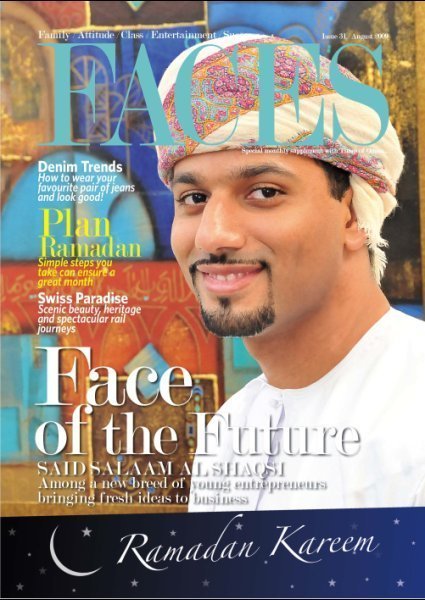 Family / Attitude / Class / Entertainment /
Issue 31, August 2009
FACES
Special monthly supplement with Times of Oman
Denim Trends
How to wear your
favourite pair of jeans
and look good!
Plan
Ramadan
Simple steps you
take can ensure a
great month
Swiss Paradise
Scenic beauty, heritage
and spectacular rail
journeys
Face
of the Future
SAID SALAAM AL SHAQSI
Among a new breed of young entrepreneurs
bringing fresh ideas to business
Ramadan Kareem